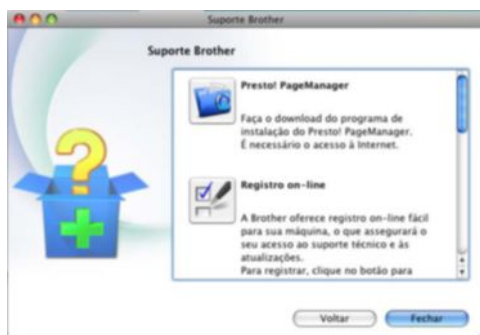 Suporte Brother
Suporte Brother
Presto! PageManager
Faça o download do programa de
instalação do Presto! PageManager.
É necessário o acesso à Internet.
Registro on-line
A Brother oferece registro on-line fácil
para sua máquina, o que assegurará o
seu acesso ao suporte técnico e às
atualizações.
Para registrar, clique no botão para
Voltar
Fechar